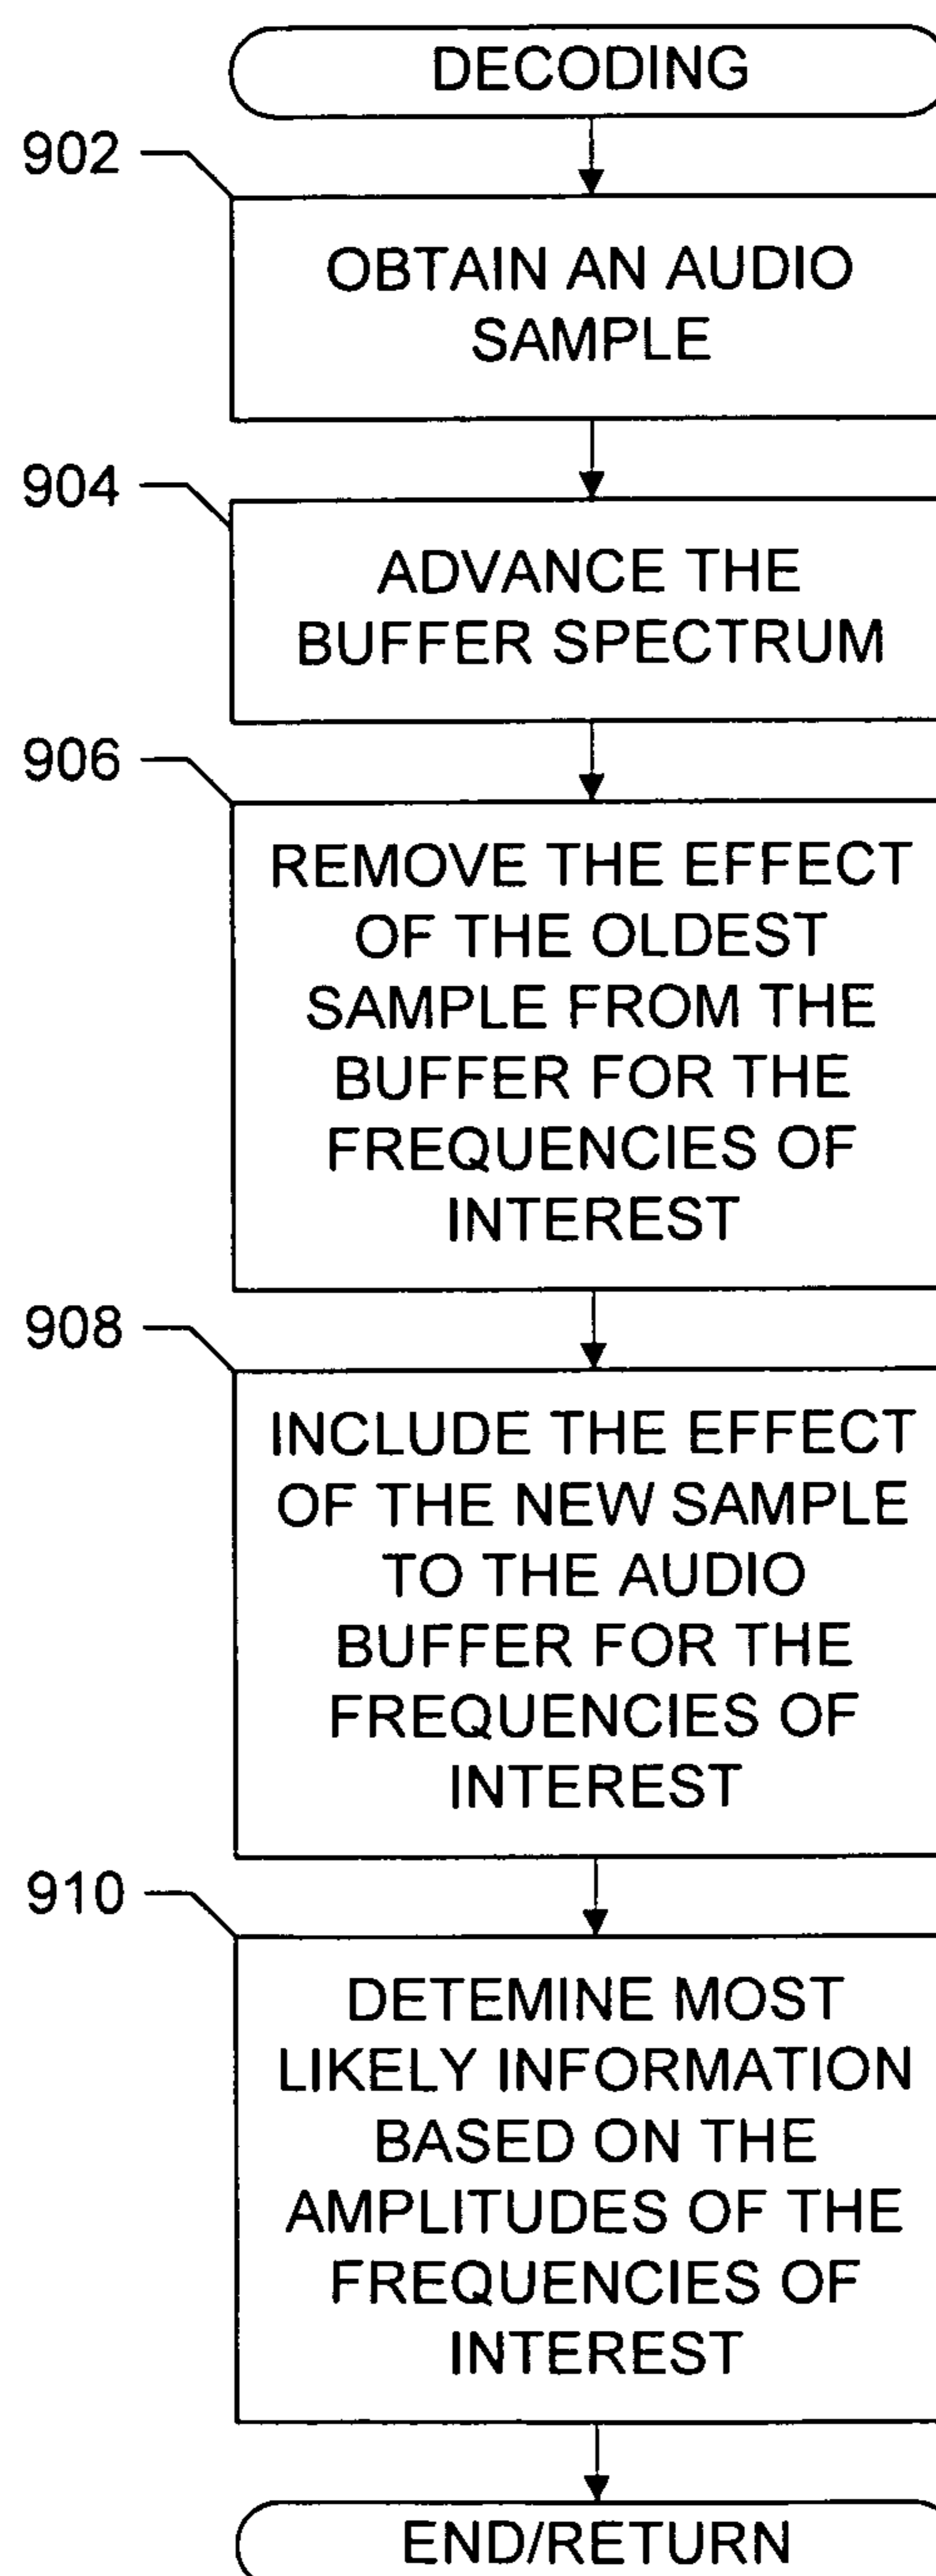 DECODING
902
OBTAIN AN AUDIO
SAMPLE
904
ADVANCE THE
BUFFER SPECTRUM
906
REMOVE THE EFFECT
OF THE OLDEST
SAMPLE FROM THE
BUFFER FOR THE
FREQUENCIES OF
INTEREST
908
INCLUDE THE EFFECT
OF THE NEW SAMPLE
TO THE AUDIO
BUFFER FOR THE
FREQUENCIES OF
INTEREST
910
DETEMINE MOST
LIKELY INFORMATION
BASED ON THE
AMPLITUDES OF THE
FREQUENCIES OF
INTEREST
END/RETURN